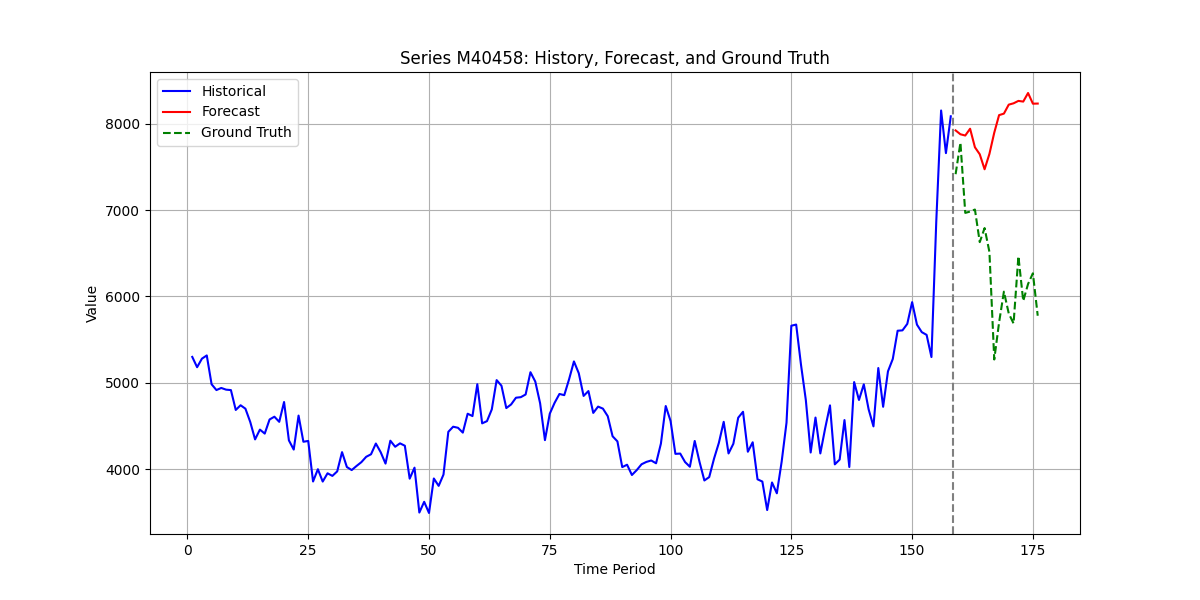 Series M40458: History, Forecast, and Ground Truth
Historical
Forecast
Ground Truth
Value
8000
7000
6000
5000
4000
0 25 50 75 100 125 150 175
Time Period